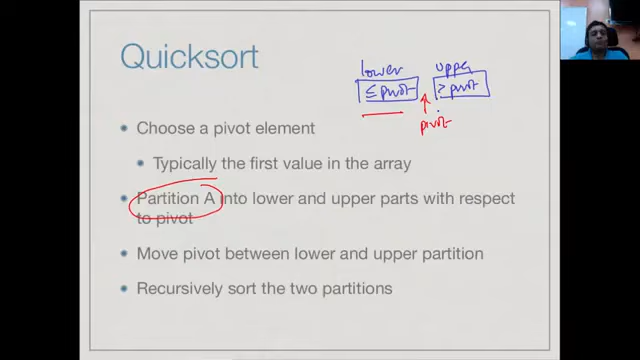 Quicksort
lower upper
≤ pivot > pivot
pivot
Choose a pivot element
Typically the first value in the array
Partition A into lower and upper parts with respect
to pivot
Move pivot between lower and upper partition
Recursively sort the two partitions